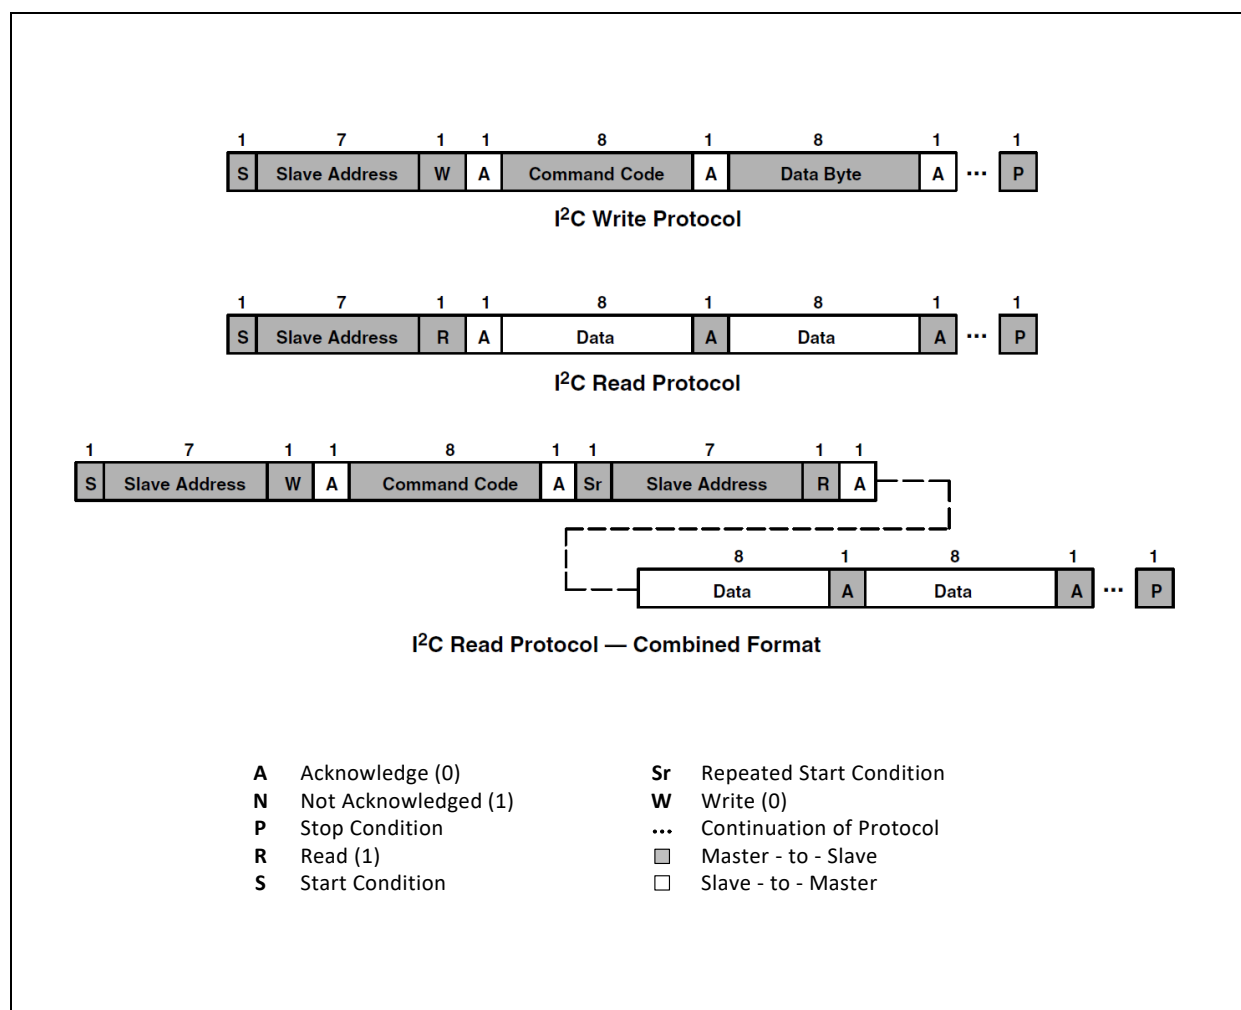 1 7 1 1 8 1 8 1 1
S Slave Address W A Command Code A Data Byte A ... P
I²C Write Protocol
1 7 1 1 8 1 8 1 1
S Slave Address R A Data A Data A ... P
I²C Read Protocol
1 7 1 1 8 1 1 7 1 1
S Slave Address W A Command Code A Sr Slave Address R A
8 1 8 1 1
Data A Data A ... P
I²C Read Protocol — Combined Format
A Acknowledge (0)
N Not Acknowledged (1)
P Stop Condition
R Read (1)
S Start Condition
Sr Repeated Start Condition
W Write (0)
... Continuation of Protocol
Master - to - Slave
Slave - to - Master